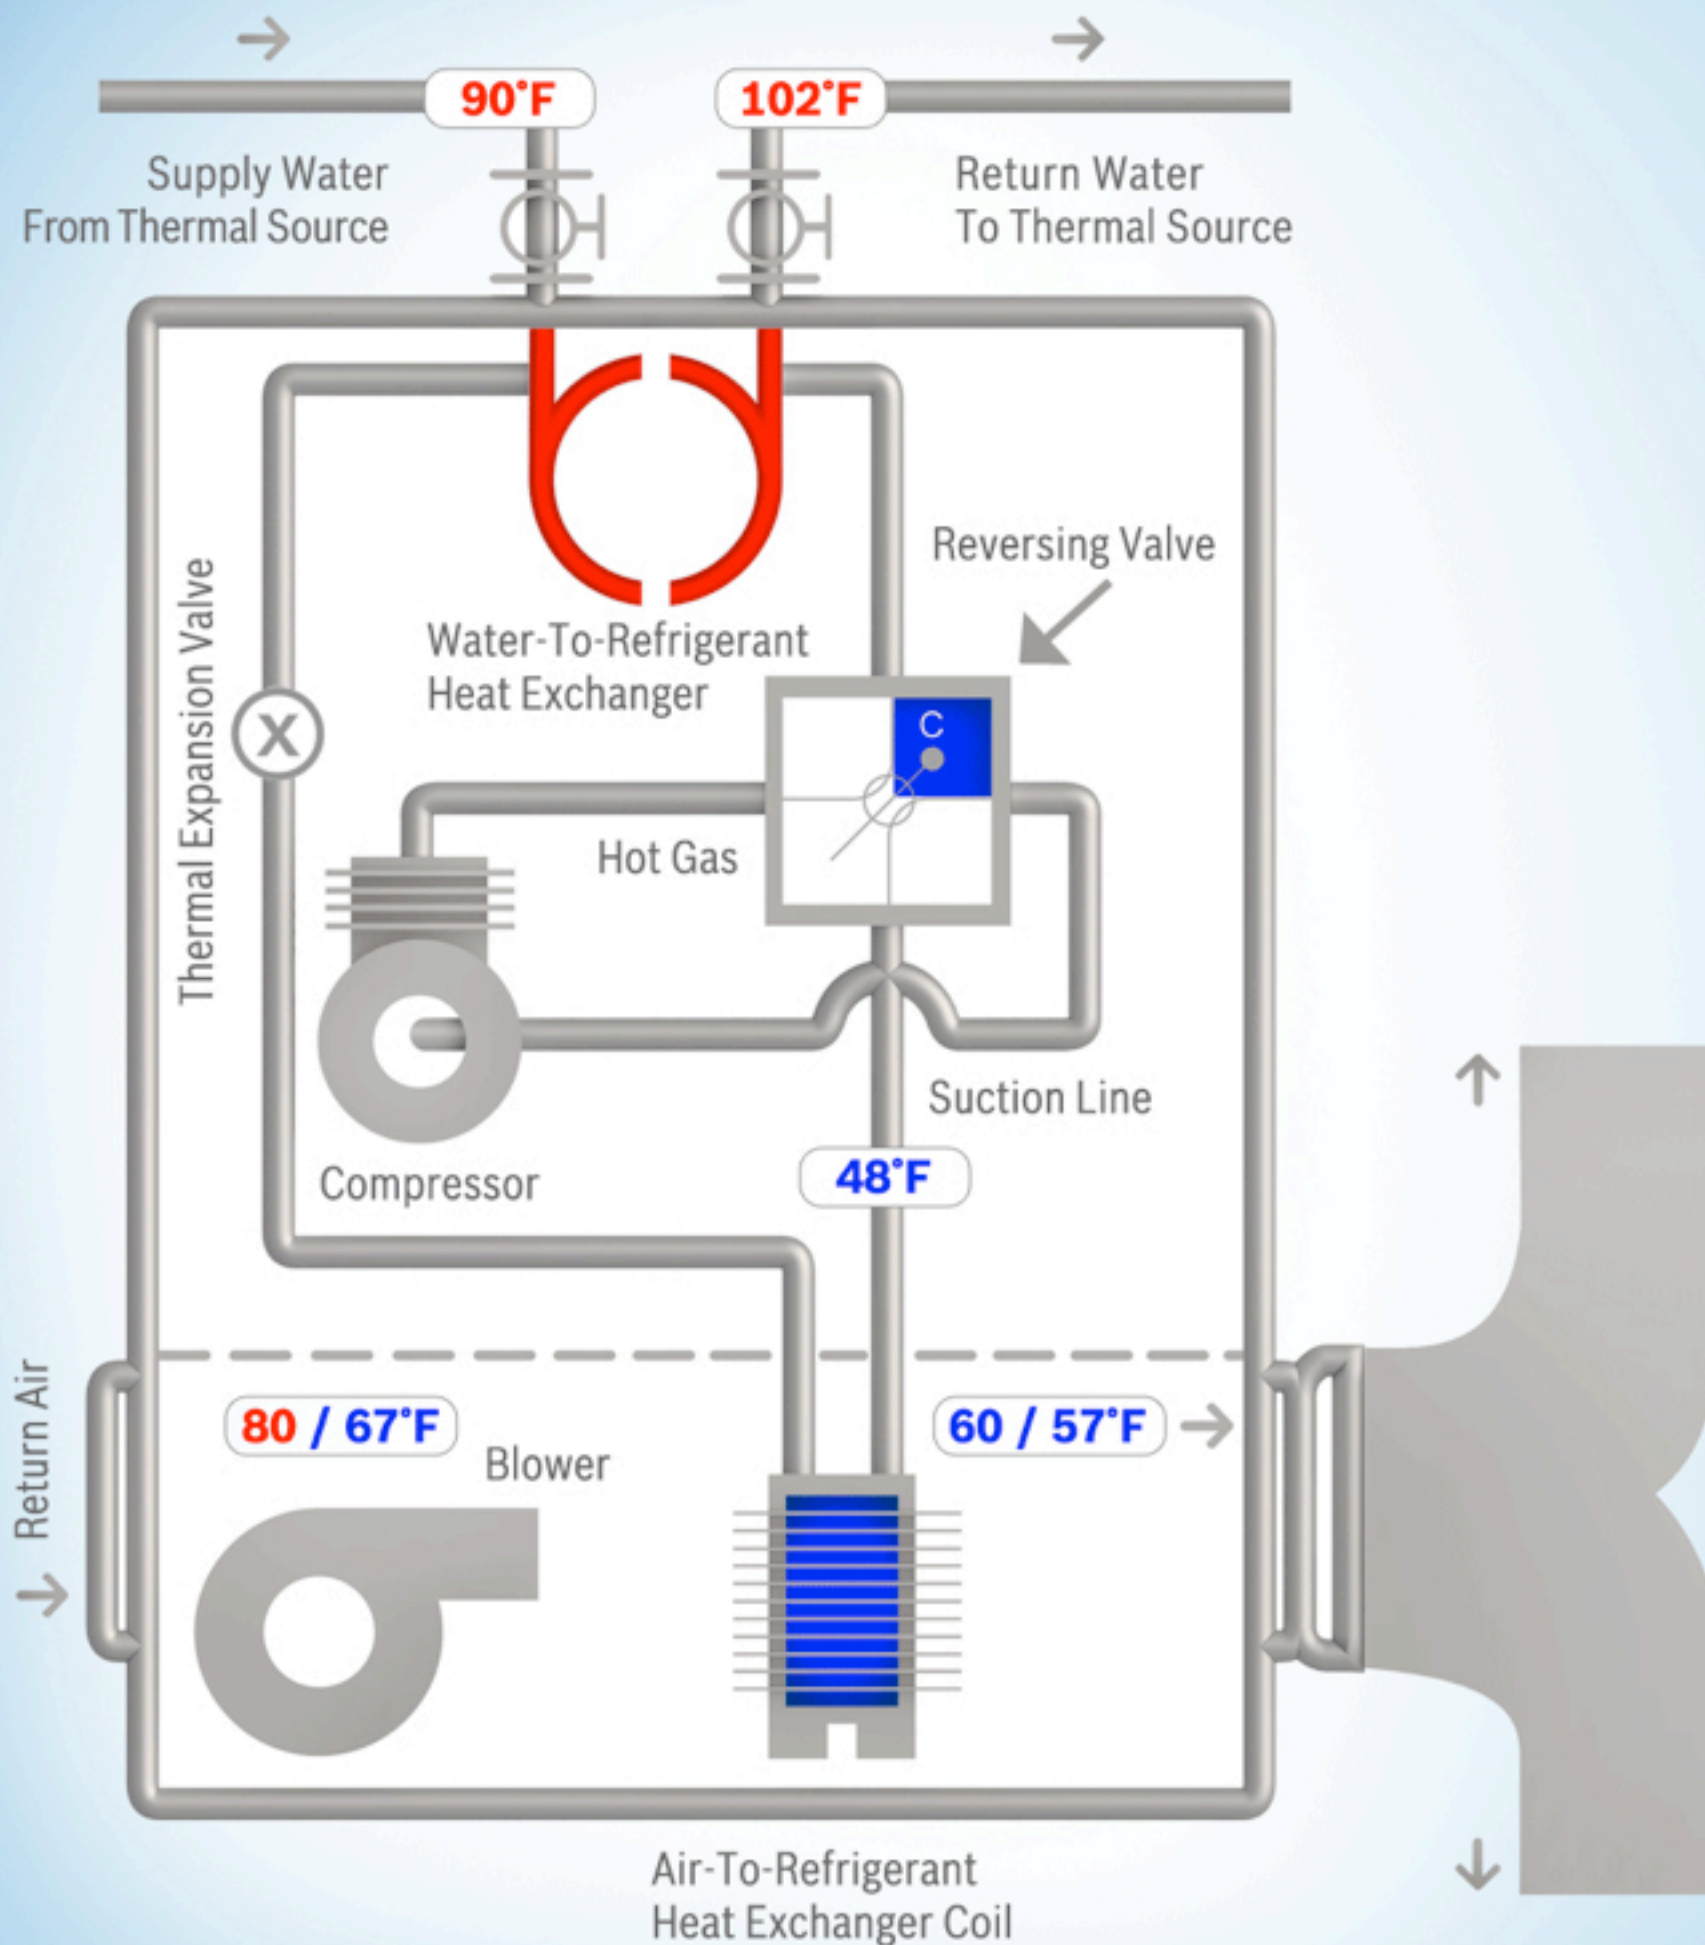 90°F
102°F
Supply Water
From Thermal Source
Return Water
To Thermal Source
Reversing Valve
Thermal Expansion Valve
Water-To-Refrigerant
Heat Exchanger
C
X
Hot Gas
Suction Line
Compressor
48°F
Return Air
80 / 67°F
60 / 57°F
Blower
Air-To-Refrigerant
Heat Exchanger Coil